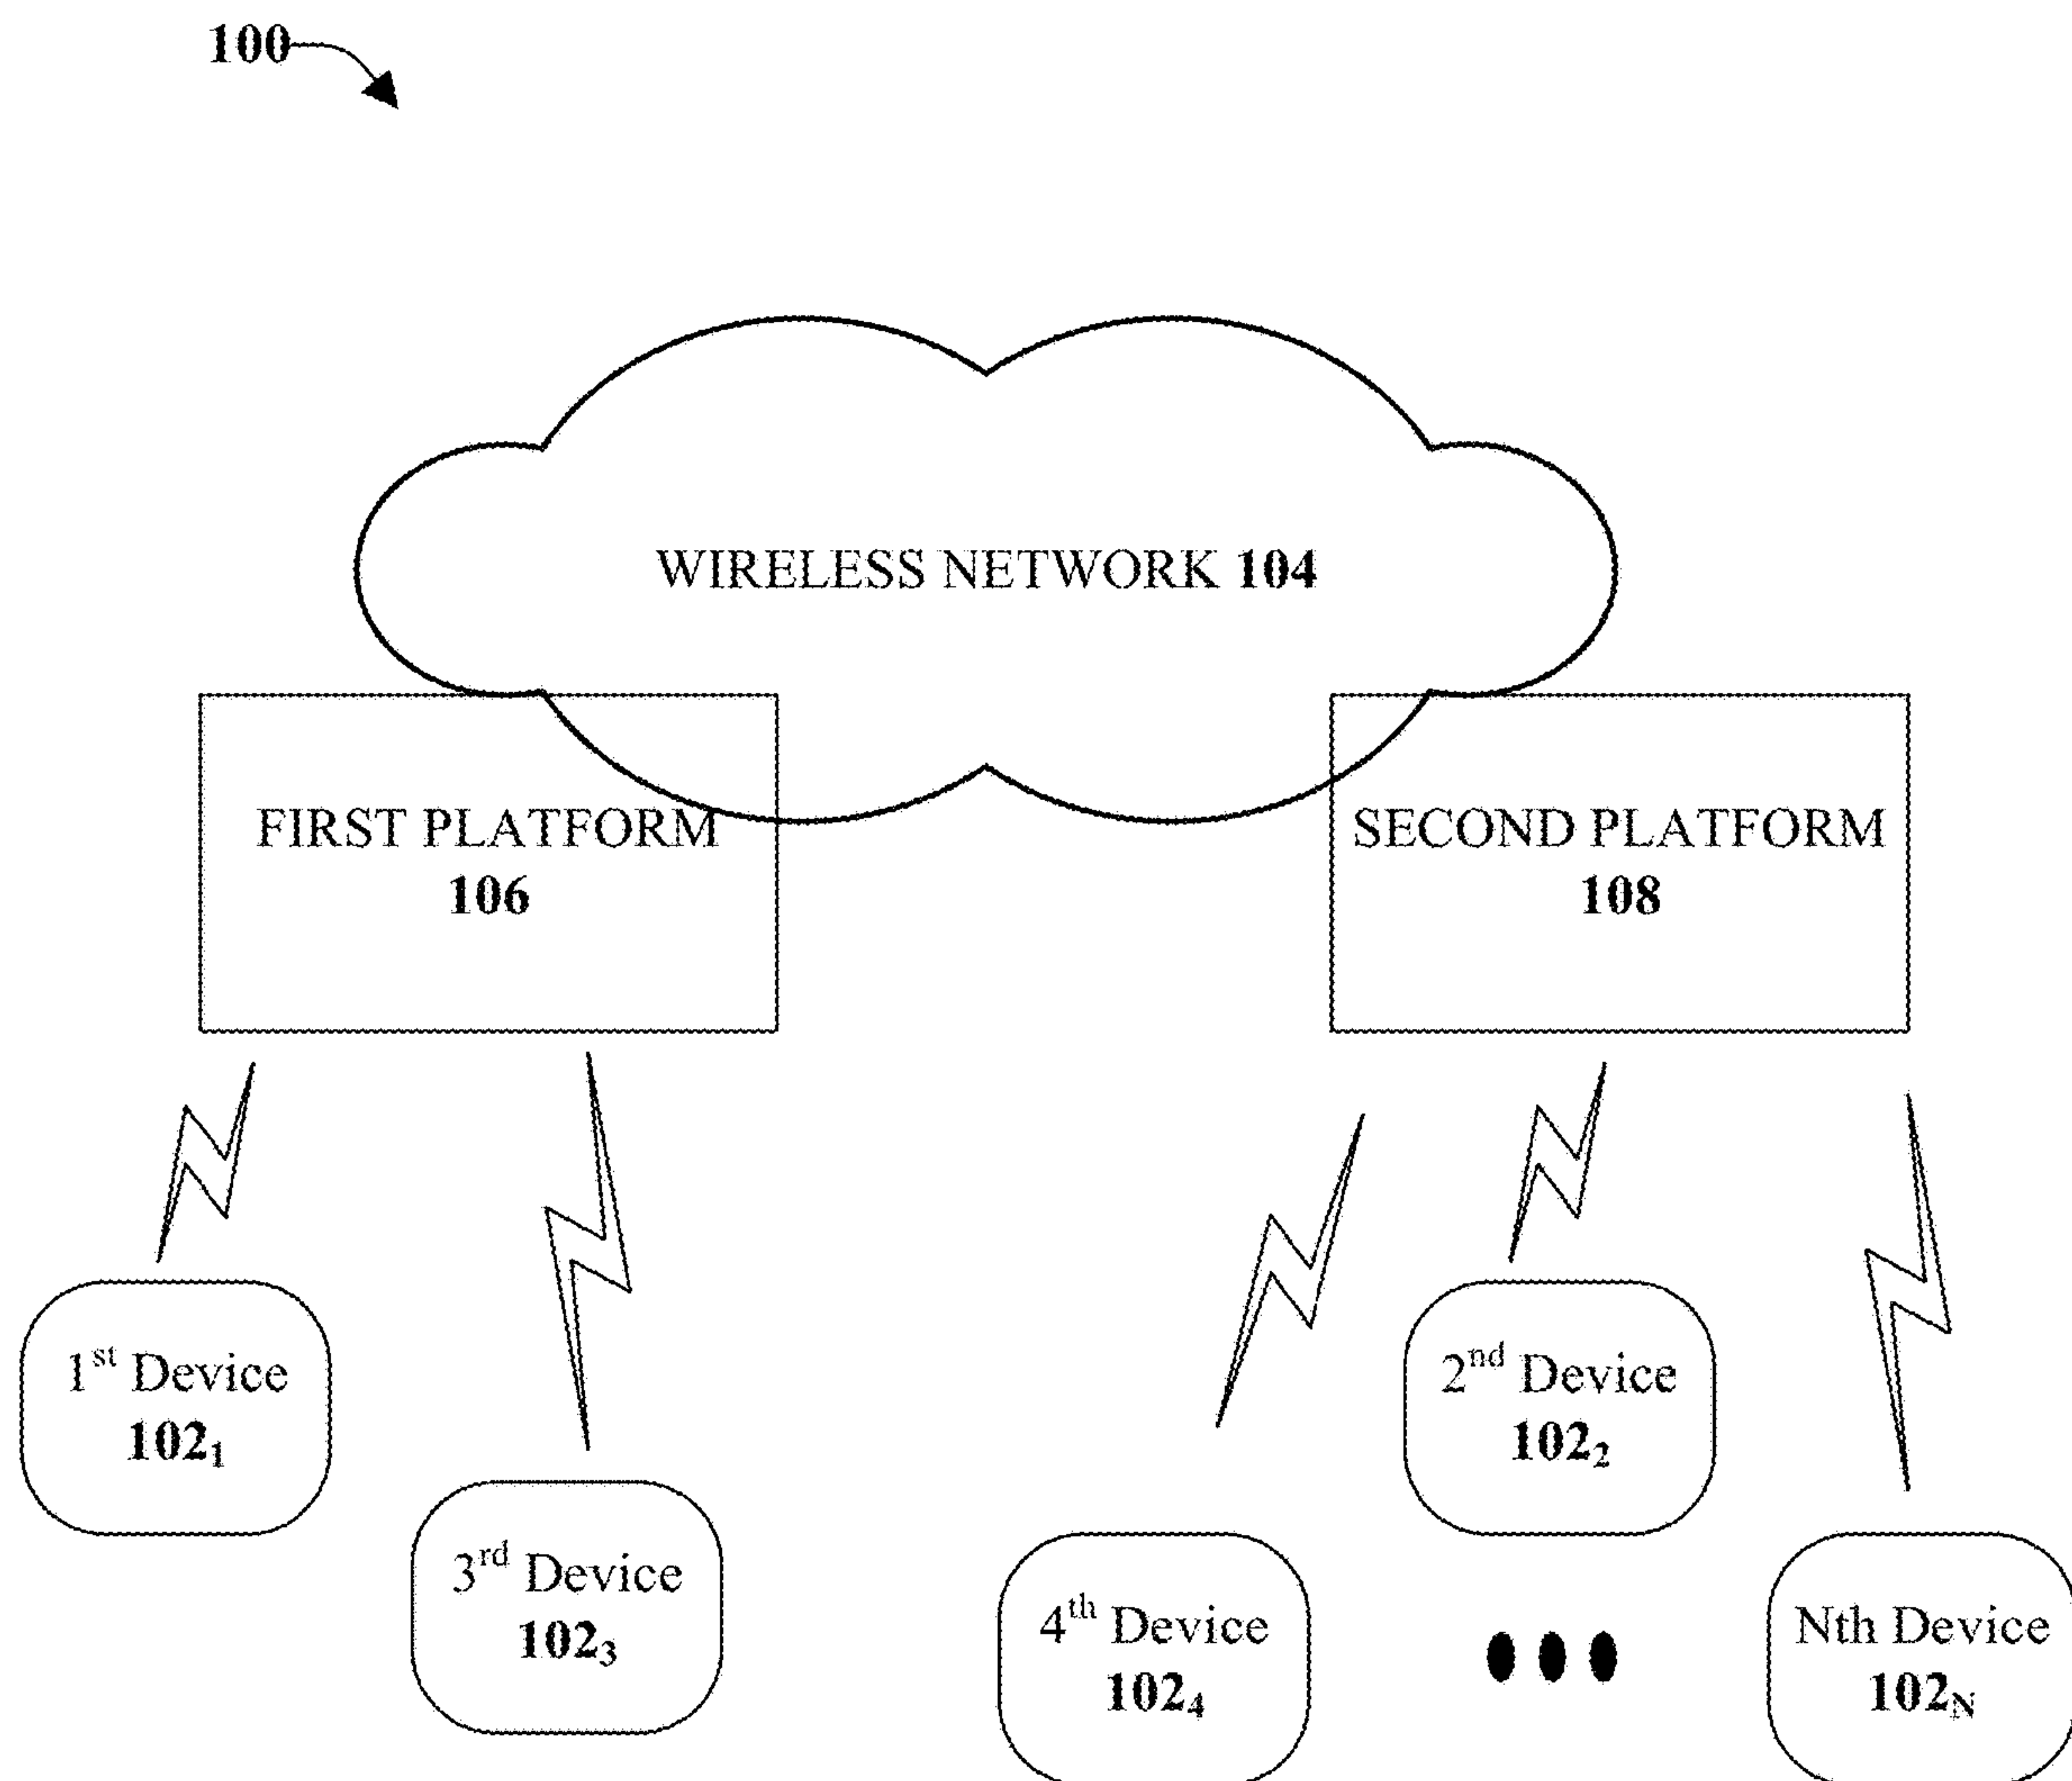 100
WIRELESS NETWORK 104
FIRST PLATFORM
106
SECOND PLATFORM
108
1st Device
102₁
2nd Device
102₂
3rd Device
102₃
4th Device
102₄
Nth Device
102N